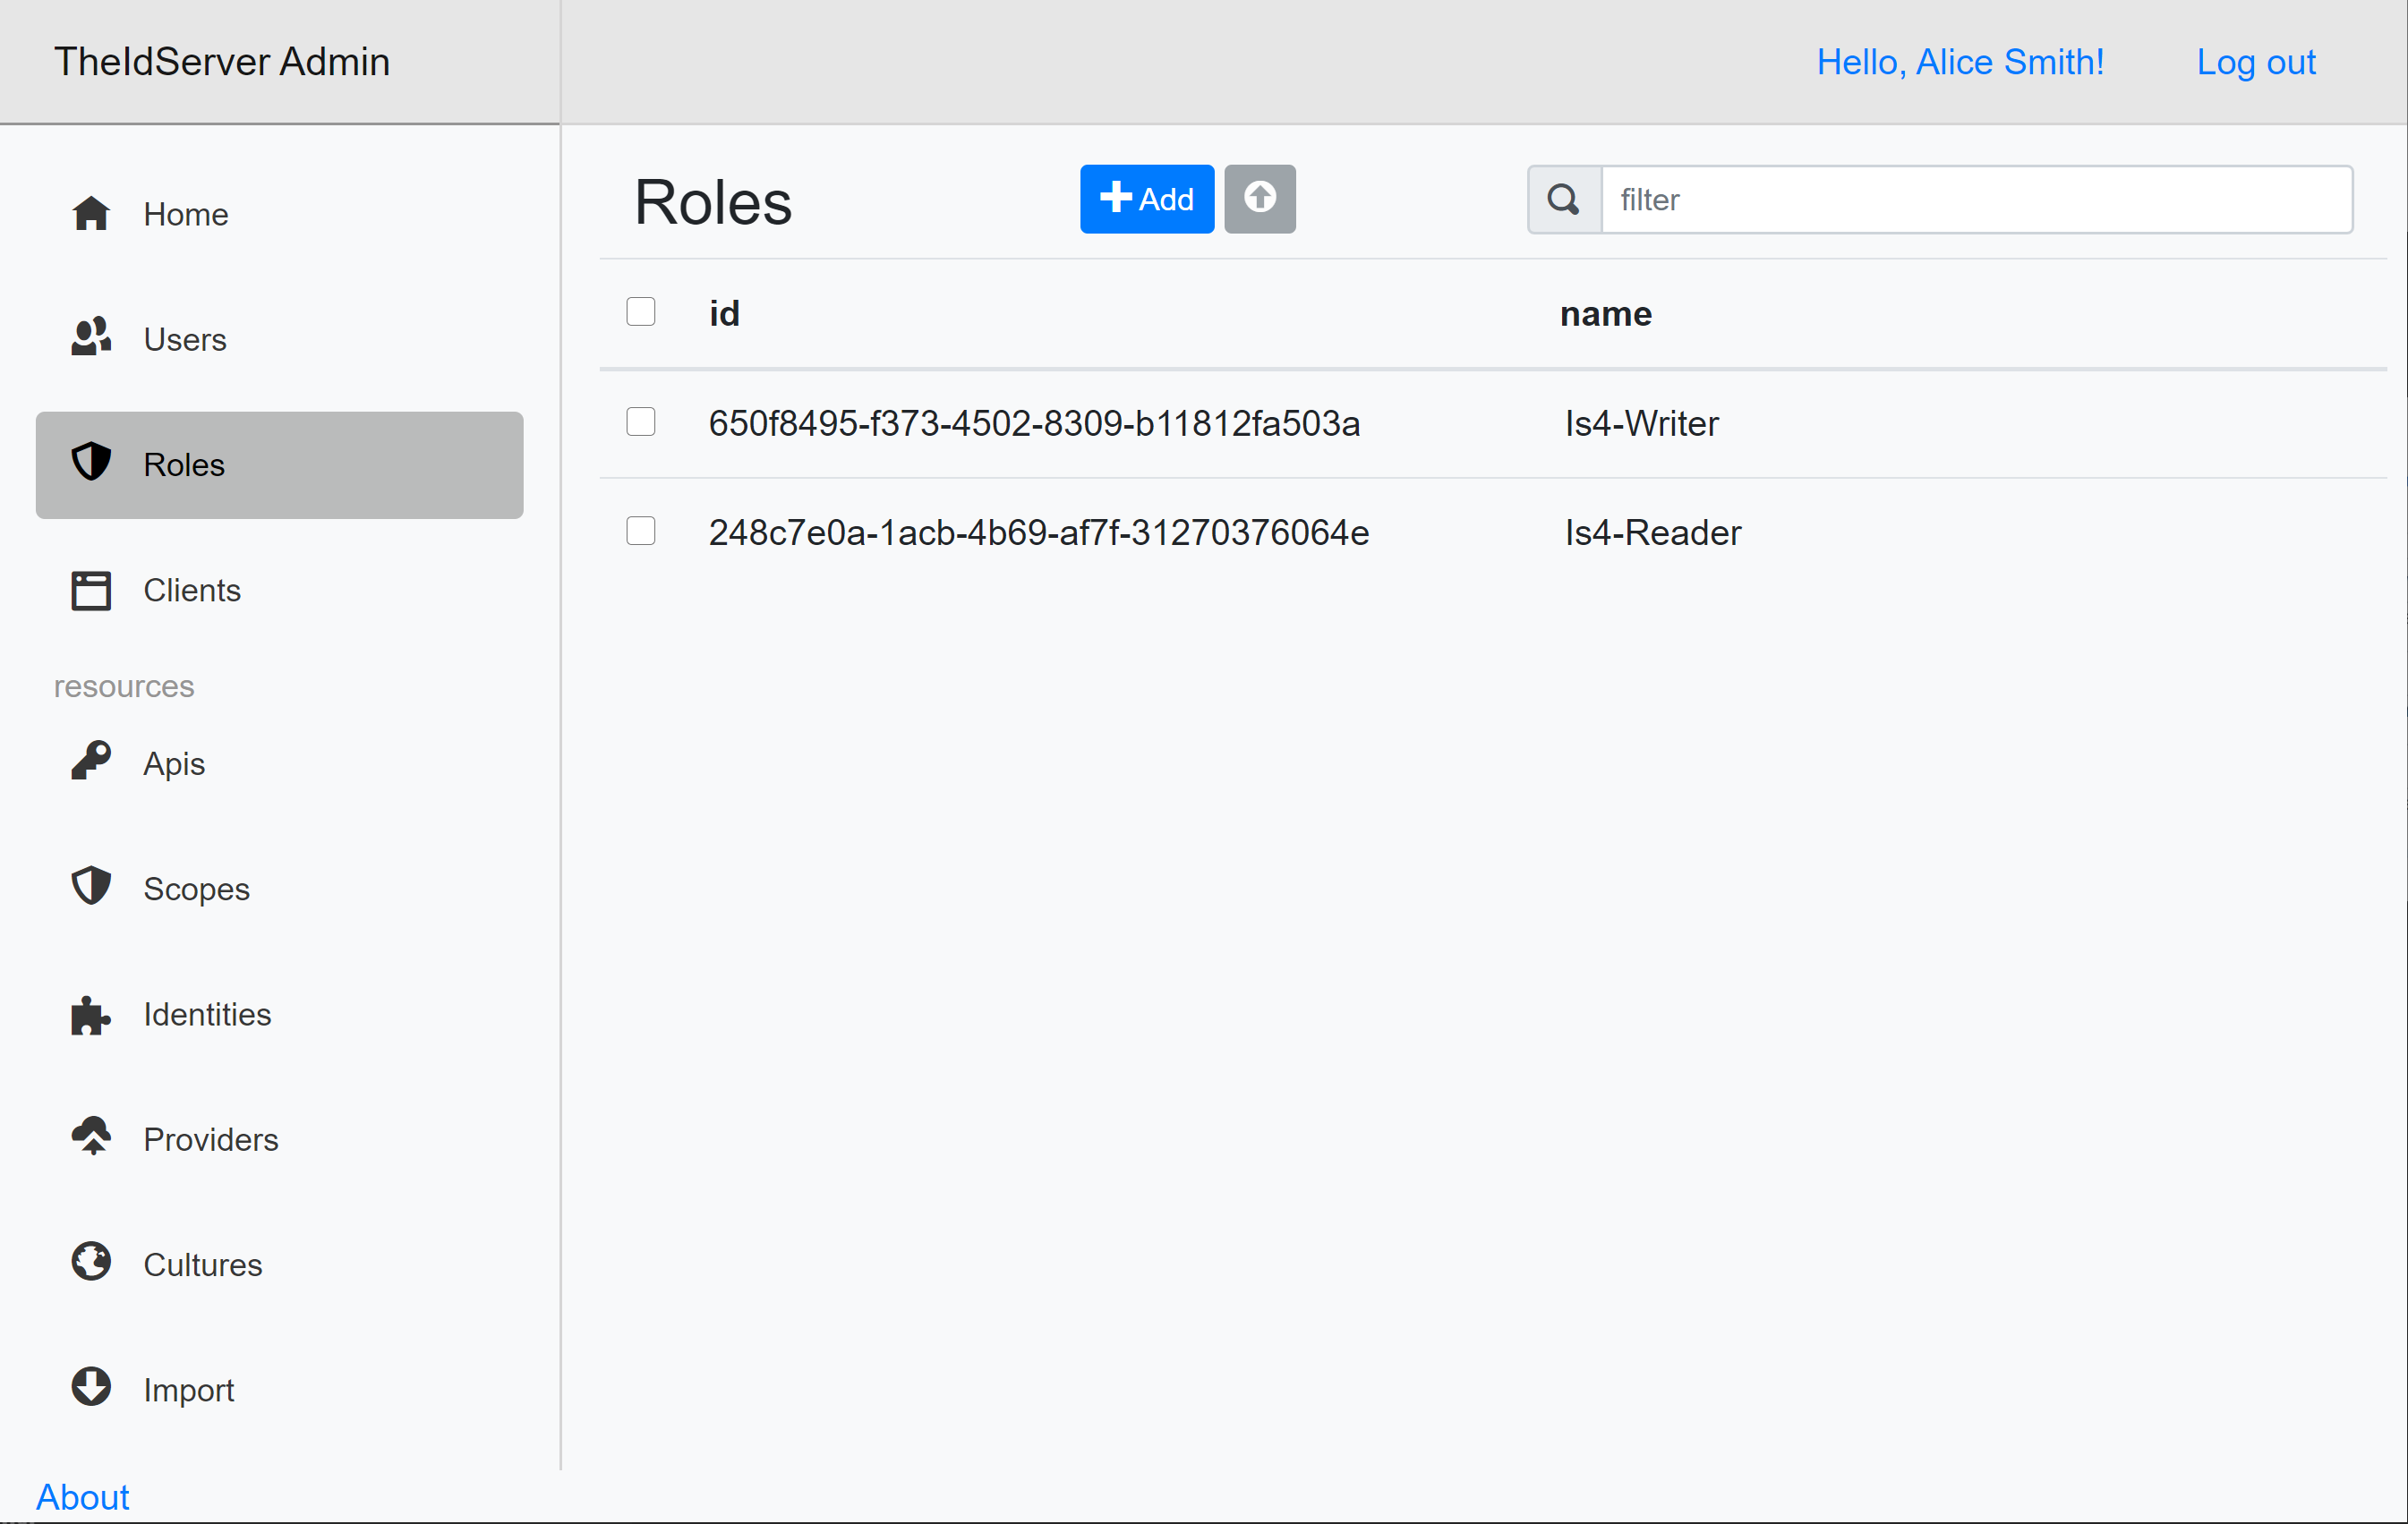 TheIdServer Admin
Hello, Alice Smith! Log out
Home
Users
Roles
Clients
resources
Apis
Scopes
Identities
Providers
Cultures
Import
About
Roles
Add
filter
id name
650f8495-f373-4502-8309-b11812fa503a Is4-Writer
248c7e0a-1acb-4b69-af7f-31270376064e Is4-Reader